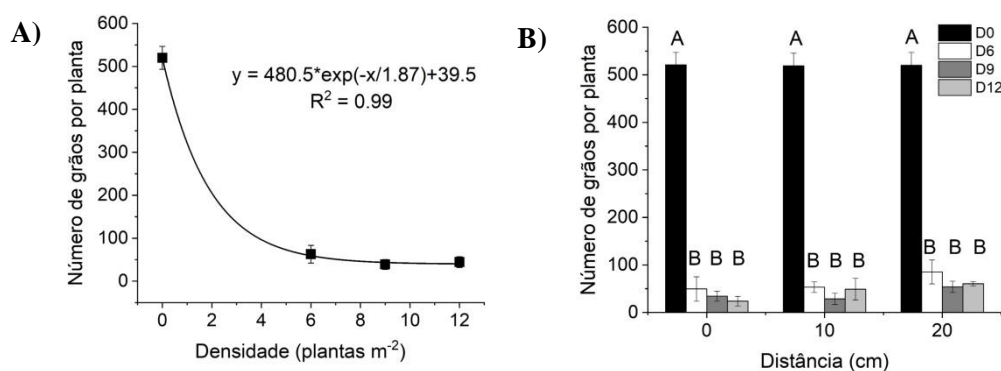 A)
600
500
400
300
200
100
0
Número de grãos por planta
y = 480.5*exp(-x/1.87)+39.5
R² = 0.99
0 2 4 6 8 10 12
Densidade (plantas m⁻²)
B)
600
500
400
300
200
100
0
Número de grãos por planta
A A A
B B B B B B B B B
D0
D6
D9
D12
0 10 20
Distância (cm)